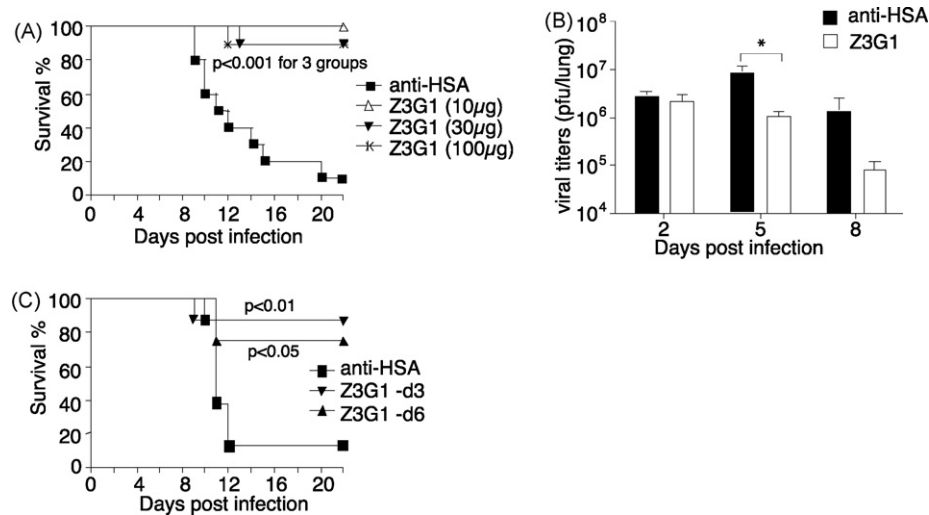 (A)
Survival %
100
80
60
40
20
0
p<0.001 for 3 groups
anti-HSA
Z3G1 (10µg)
Z3G1 (30µg)
Z3G1 (100µg)
0 4 8 12 16 20
Days post infection
(B)
viral titers (pfu/lung)
10⁸
10⁷
10⁶
10⁵
10⁴
*
anti-HSA
Z3G1
2 5 8
Days post infection
(C)
Survival %
100
80
60
40
20
0
p<0.01
p<0.05
anti-HSA
Z3G1 -d3
Z3G1 -d6
0 4 8 12 16 20
Days post infection